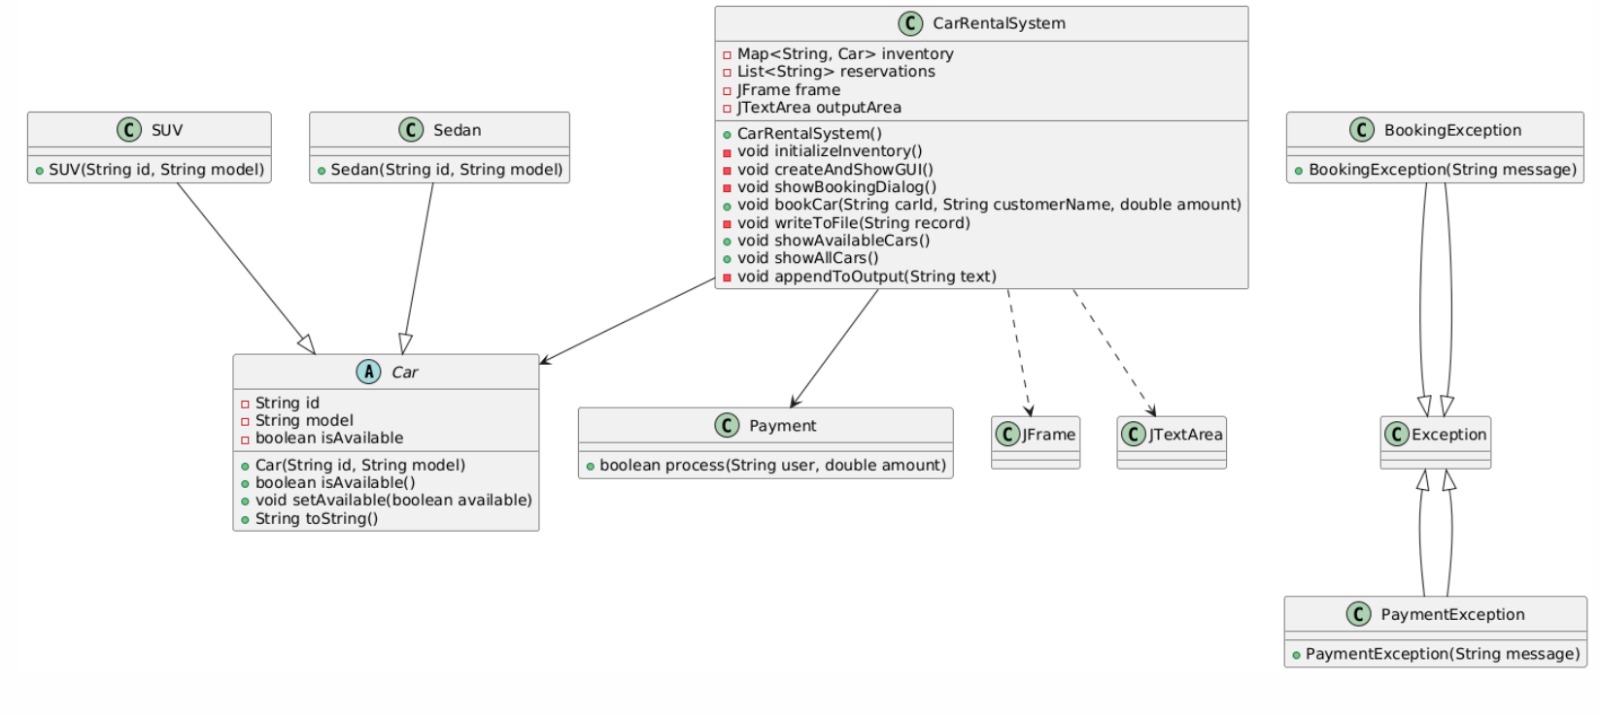 C CarRentalSystem
Map<String, Car> inventory
List<String> reservations
JFrame frame
JTextArea outputArea
CarRentalSystem()
void initializeInventory()
void createAndShowGUI()
void showBookingDialog()
void bookCar(String carId, String customerName, double amount)
void writeToFile(String record)
void showAvailableCars()
void showAllCars()
void appendToOutput(String text)
C SUV
SUV(String id, String model)
C Sedan
Sedan(String id, String model)
C BookingException
BookingException(String message)
A Car
String id
String model
boolean isAvailable
Car(String id, String model)
boolean isAvailable()
void setAvailable(boolean available)
String toString()
C Payment
boolean process(String user, double amount)
C JFrame
C JTextArea
C Exception
C PaymentException
PaymentException(String message)